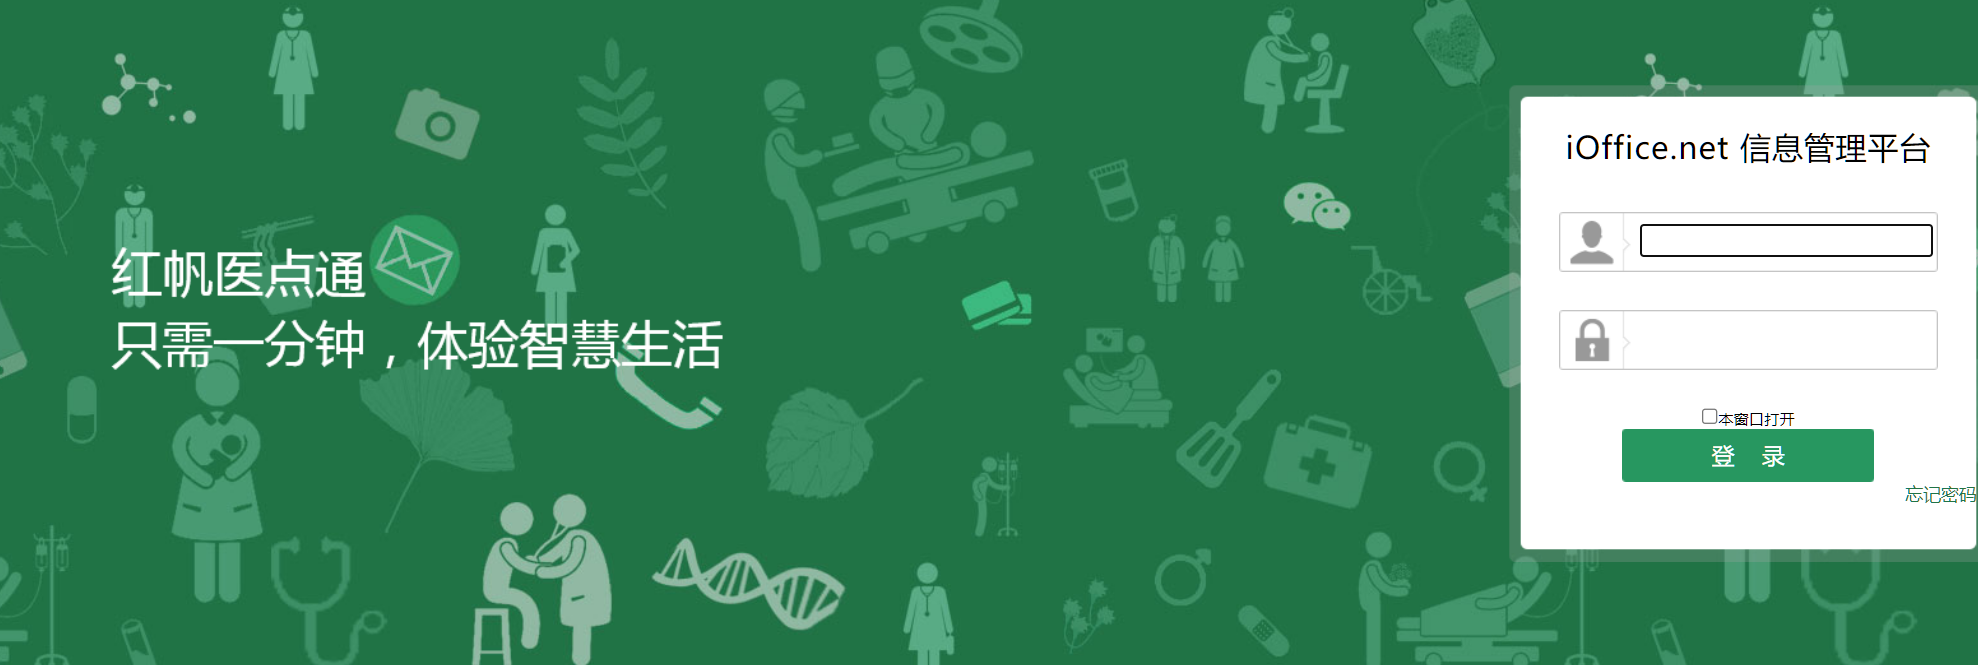 红帆医点通
只需一分钟，体验智慧生活
iOffice.net 信息管理平台
本窗口打开
登 录
忘记密码